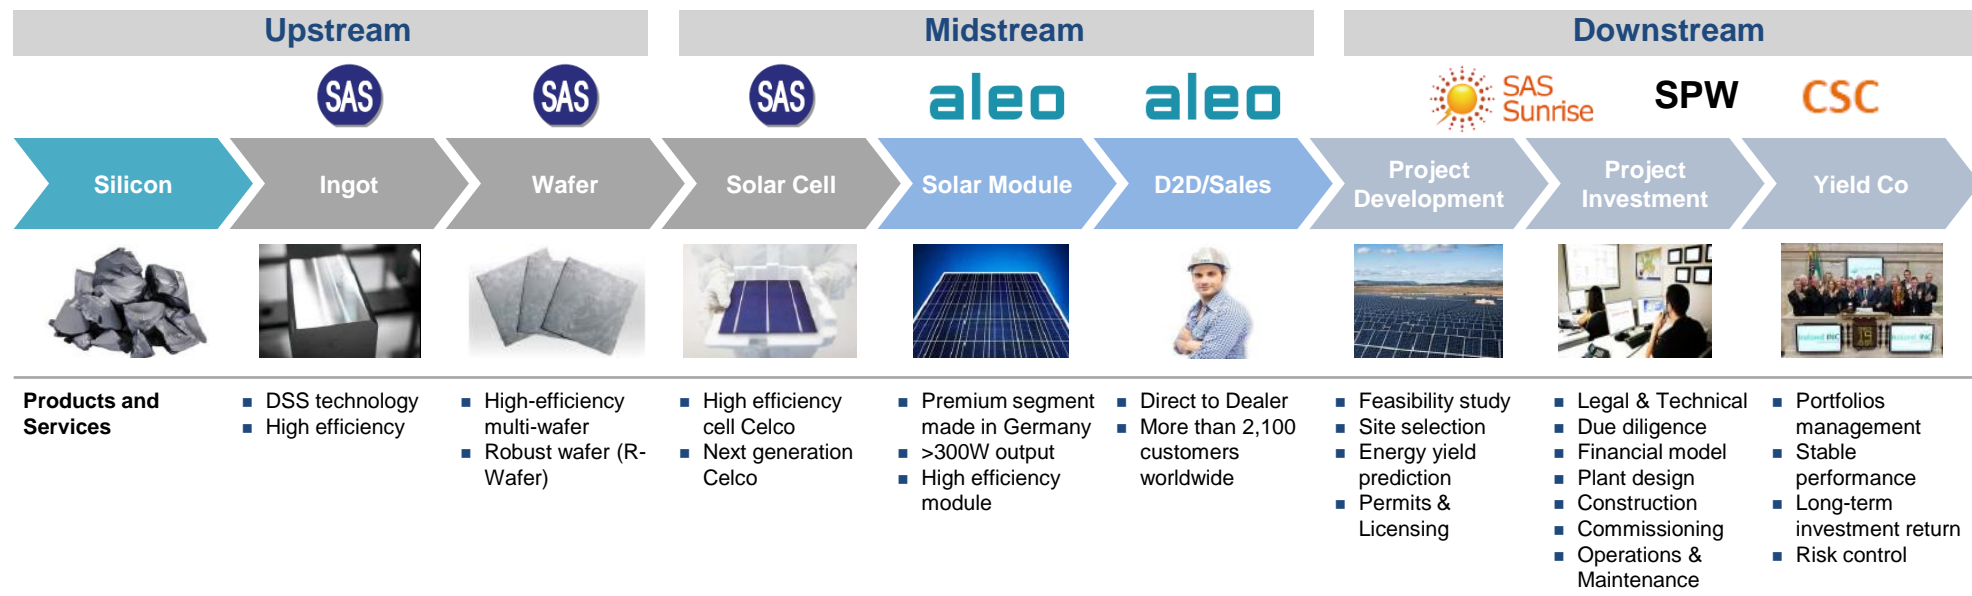 Upstream
Midstream
Downstream
SAS
SAS
SAS
aleo
aleo
SAS
Sunrise
SPW
CSC
Silicon
Ingot
Wafer
Solar Cell
Solar Module
D2D/Sales
Project
Development
Project
Investment
Yield Co
Products and
Services
■ DSS technology
■ High efficiency
■ High-efficiency
multi-wafer
■ Robust wafer (R-
Wafer)
■ High efficiency
cell Celco
■ Next generation
Celco
■ Premium segment
made in Germany
■ >300W output
■ High efficiency
module
■ Direct to Dealer
■ More than 2,100
customers
worldwide
■ Feasibility study
■ Site selection
■ Energy yield
prediction
■ Permits &
Licensing
■ Legal & Technical
■ Due diligence
■ Financial model
■ Plant design
■ Construction
■ Commissioning
■ Operations &
Maintenance
■ Portfolios
management
■ Stable
performance
■ Long-term
investment return
■ Risk control